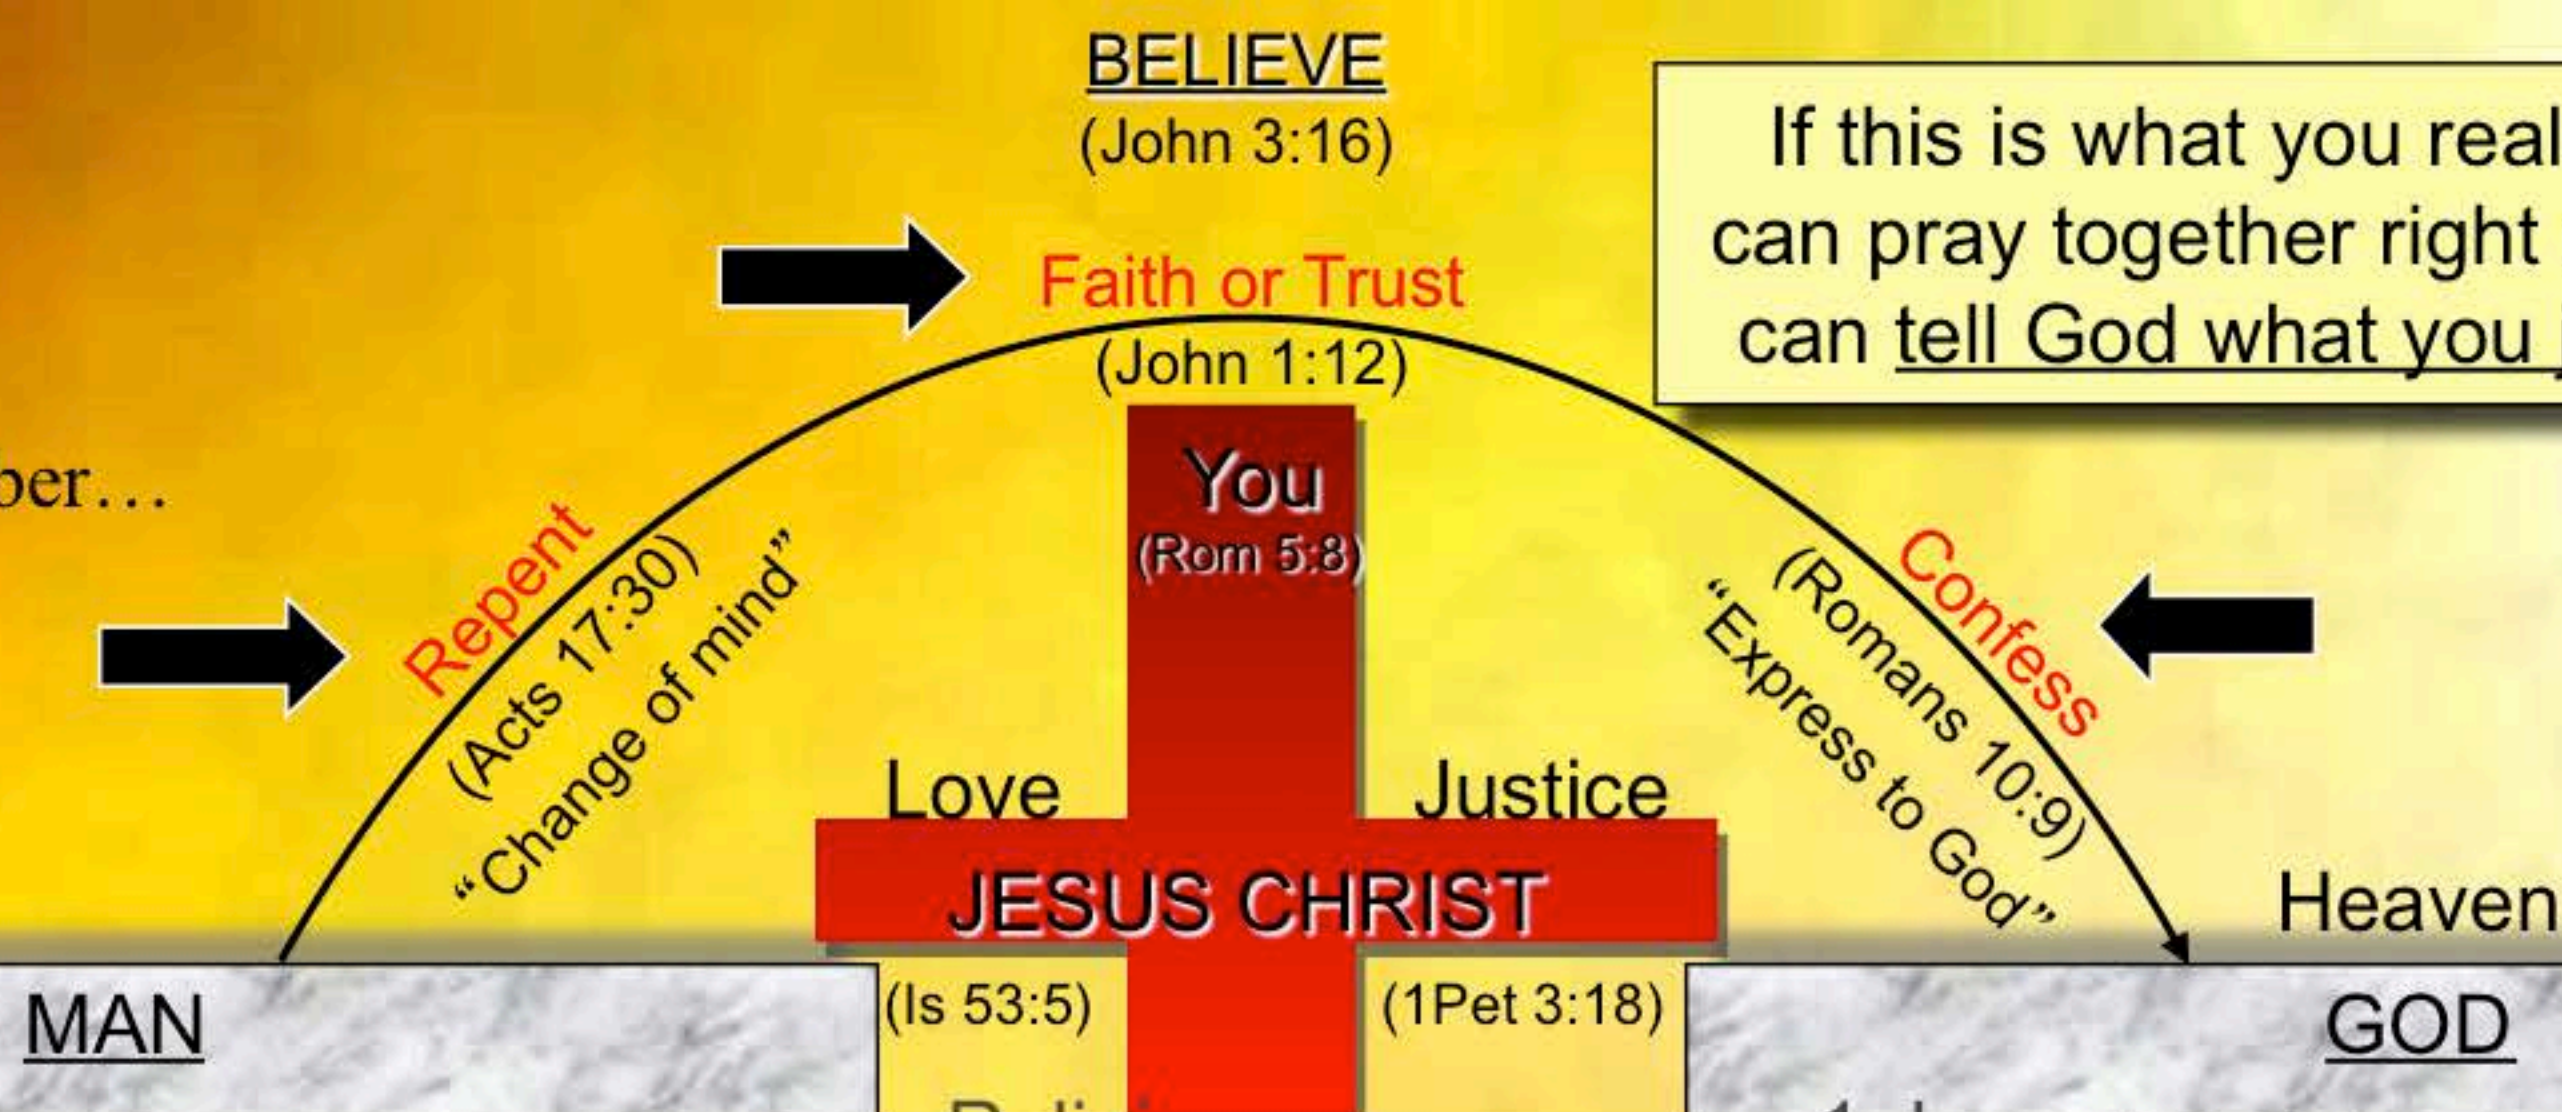 BELIEVE
(John 3:16)
If this is what you
can pray together right
can tell God what you
Faith or Trust
(John 1:12)
You
(Rom 5:8)
Repent
(Acts 17:30)
“Change of mind”
Confess
(Romans 10:9)
“Express to God”
Love
Justice
JESUS CHRIST
Heaven
(Is 53:5)
(1Pet 3:18)
MAN
GOD